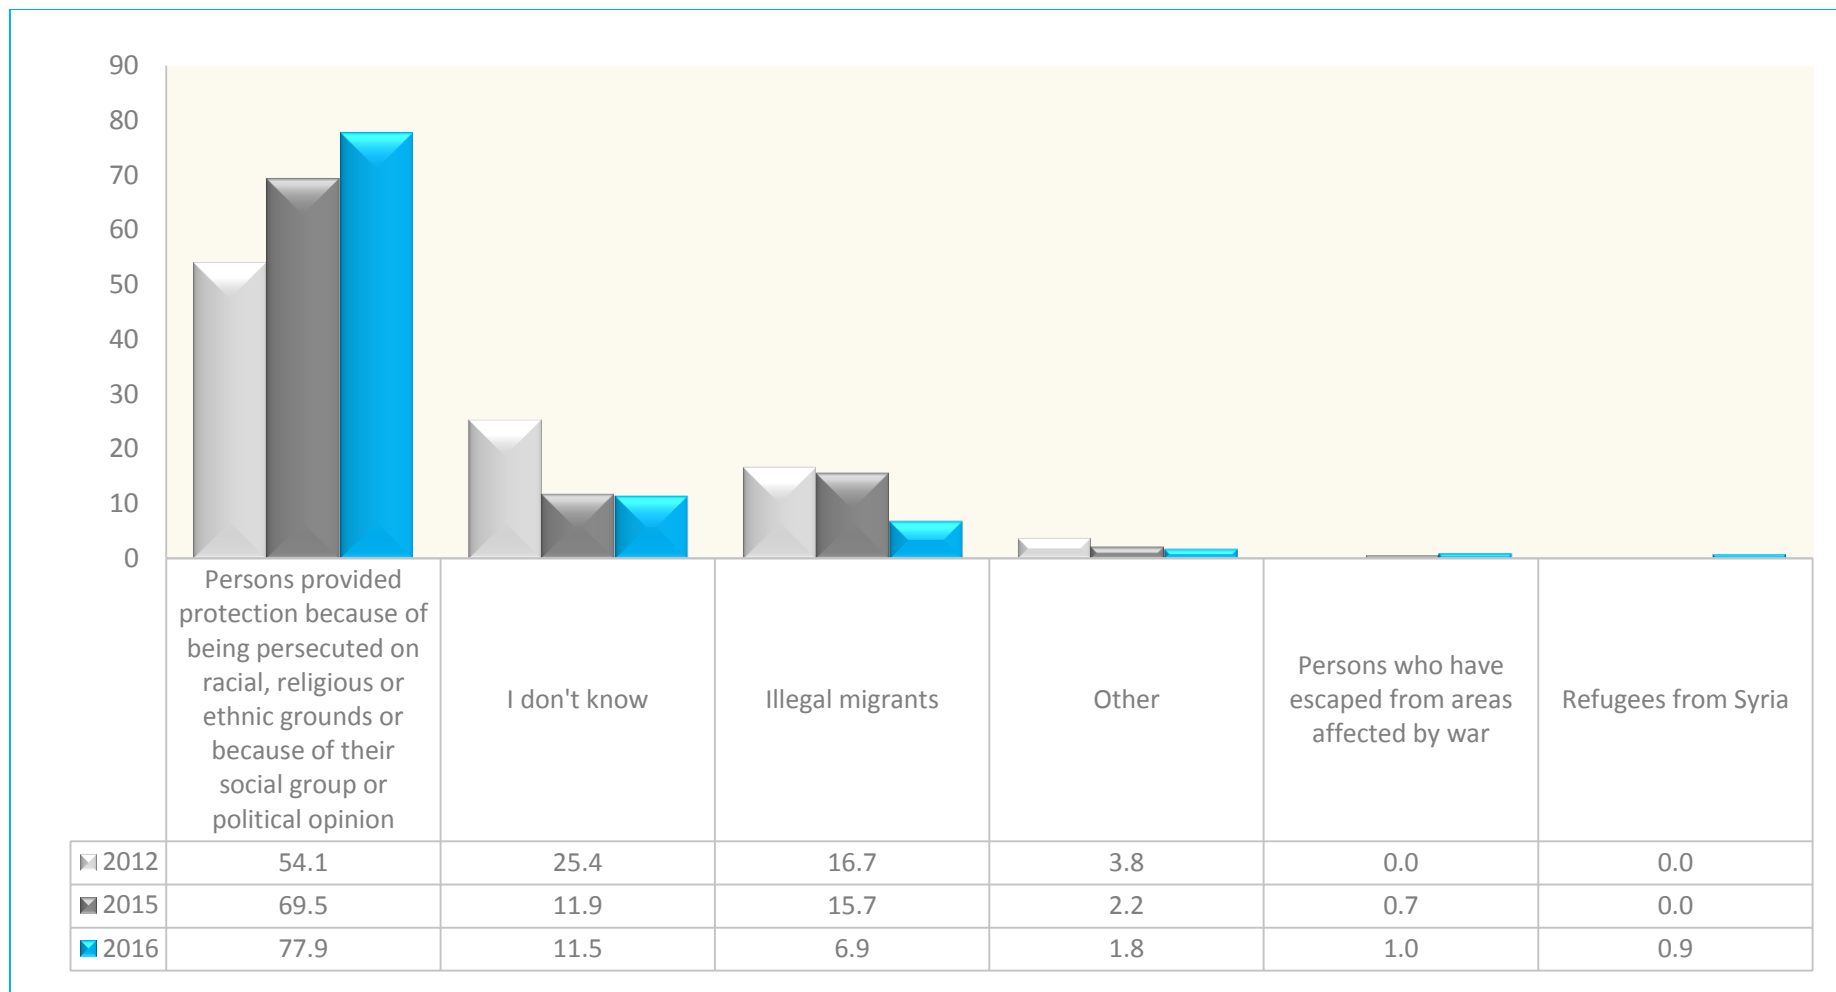 90
80
70
60
50
40
30
20
10
0
Persons provided
protection because of
being persecuted on
racial, religious or
ethnic grounds or
because of their
social group or
political opinion
I don't know
Illegal migrants
Other
Persons who have
escaped from areas
affected by war
Refugees from Syria
2012 54.1 25.4 16.7 3.8 0.0 0.0
2015 69.5 11.9 15.7 2.2 0.7 0.0
2016 77.9 11.5 6.9 1.8 1.0 0.9